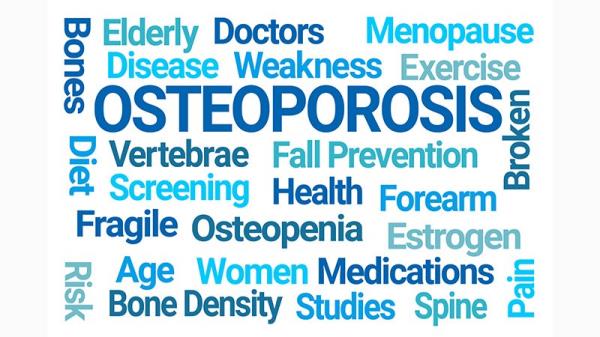 Bones
Elderly Doctors Menopause
Disease Weakness Exercise
OSTEOPOROSIS
Broken
Diet
Vertebrae Fall Prevention
Screening Health Forearm
Fragile Osteopenia Estrogen
Risk
Age Women Medications
Pain
Bone Density Studies Spine